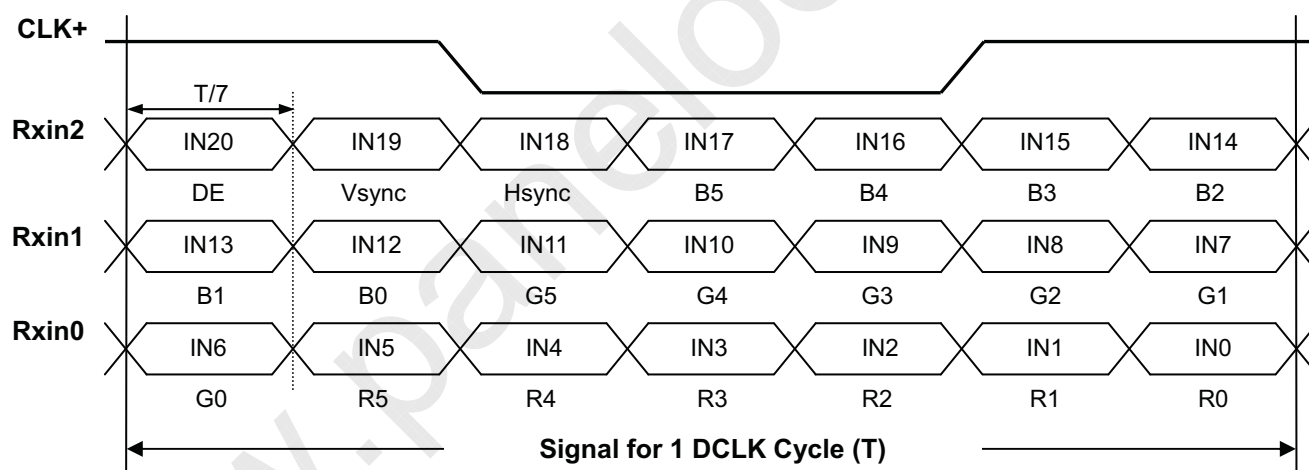 CLK+
T/7
Rxin2 IN20 IN19 IN18 IN17 IN16 IN15 IN14
DE Vsync Hsync B5 B4 B3 B2
Rxin1 IN13 IN12 IN11 IN10 IN9 IN8 IN7
B1 B0 G5 G4 G3 G2 G1
Rxin0 IN6 IN5 IN4 IN3 IN2 IN1 IN0
G0 R5 R4 R3 R2 R1 R0
Signal for 1 DCLK Cycle (T)